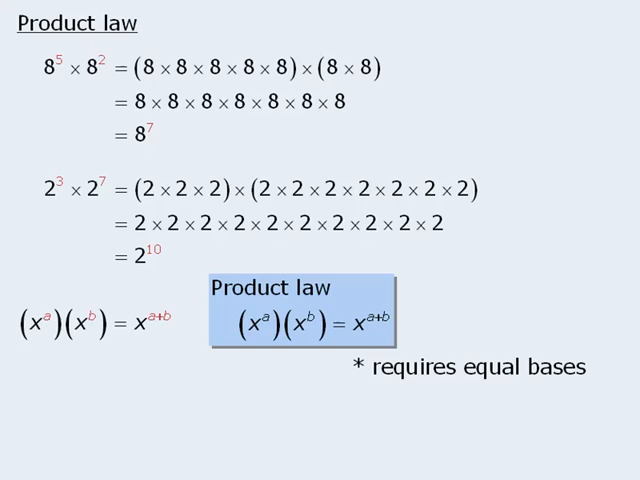 Product law
8⁵ × 8² = (8 × 8 × 8 × 8 × 8) × (8 × 8)
= 8 × 8 × 8 × 8 × 8 × 8 × 8
= 8⁷
2³ × 2⁷ = (2 × 2 × 2) × (2 × 2 × 2 × 2 × 2 × 2 × 2)
= 2 × 2 × 2 × 2 × 2 × 2 × 2 × 2 × 2 × 2
= 2¹⁰
Product law
(xᵃ)(xᵇ) = xᵃ⁺ᵇ
(xᵃ)(xᵇ) = xᵃ⁺ᵇ
* requires equal bases